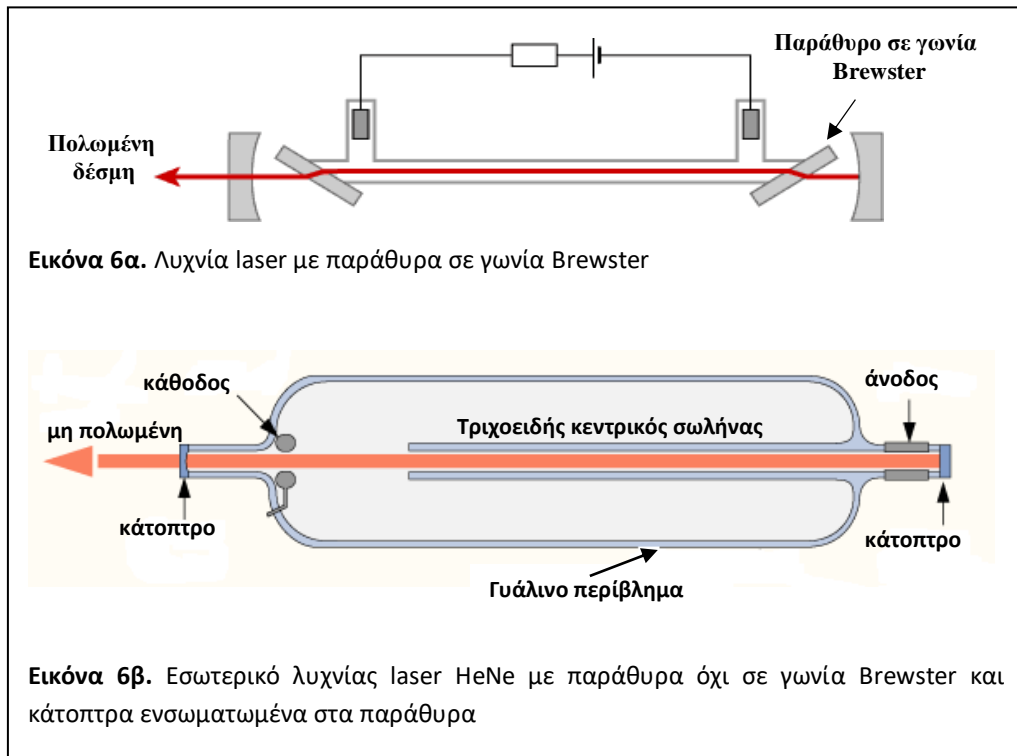 Παράθυρο σε γωνία
Brewster
Πολωμένη
δέσμη
Εικόνα 6α. Λυχνία laser με παράθυρα σε γωνία Brewster
κάθοδος
άνοδος
μη πολωμένη
Τριχοειδής κεντρικός σωλήνας
κάτοπτρο
κάτοπτρο
Γυάλινο περίβλημα
Εικόνα 6β. Εσωτερικό λυχνίας laser HeNe με παράθυρα όχι σε γωνία Brewster και
κάτοπτρα ενσωματωμένα στα παράθυρα